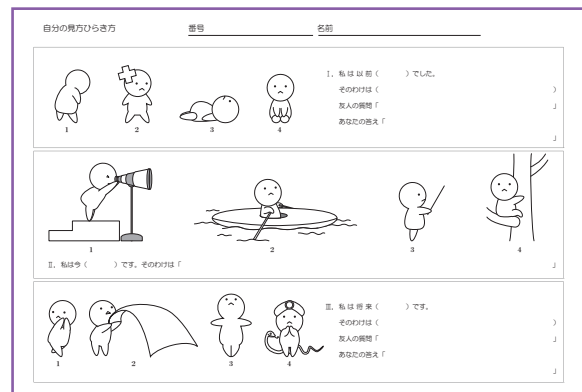 自分の見方ひらき方 番号 名前
1 2 3 4
Ⅰ．私は以前（　　　）でした。
そのわけは（　　　）
友人の質問「　　　」
あなたの答え「
」
1 2 3 4
Ⅱ．私は今（　　　）です。そのわけは「　　　」
1 2 3 4
Ⅲ．私は将来（　　　）です。
そのわけは（　　　）
友人の質問「　　　」
あなたの答え「
」